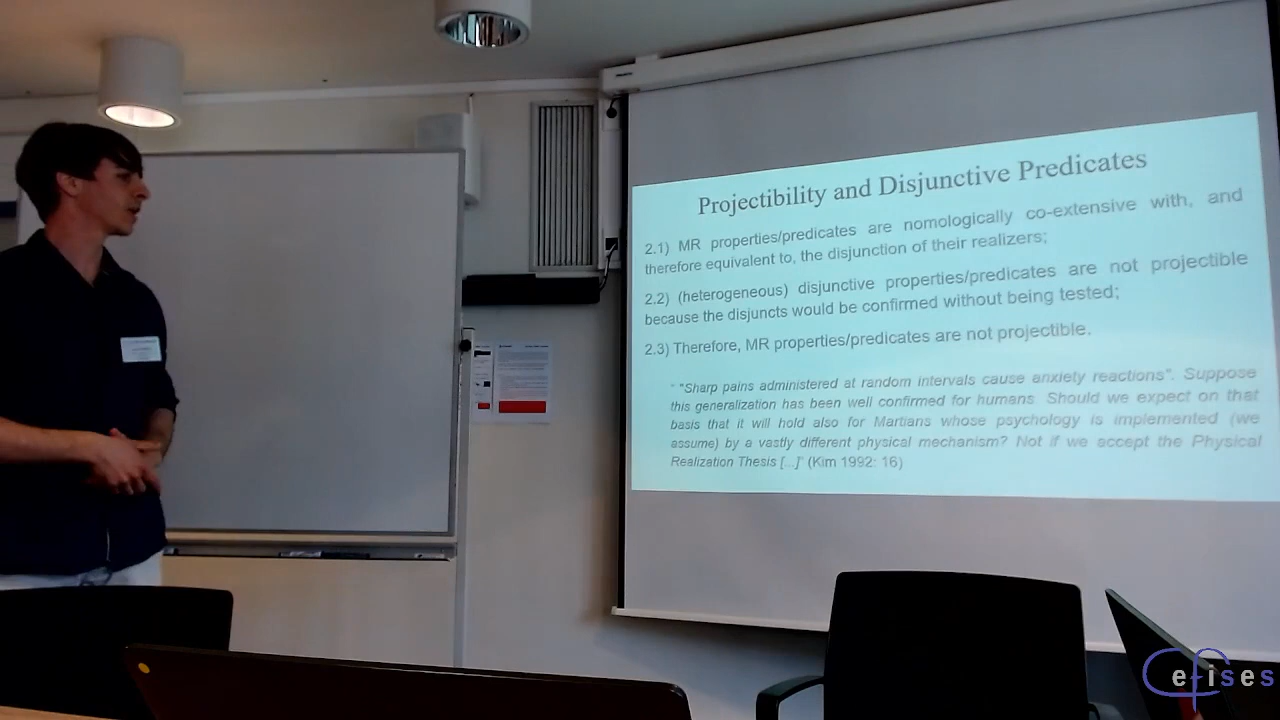 Projectibility and Disjunctive Predicates
2.1) MR properties/predicates are nomologically co-extensive with, and
therefore equivalent to, the disjunction of their realizers;
2.2) (heterogeneous) disjunctive properties/predicates are not projectible
because the disjuncts would be confirmed without being tested;
2.3) Therefore, MR properties/predicates are not projectible.
"Sharp pains administered at random intervals cause anxiety reactions". Suppose
this generalization has been well confirmed for humans. Should we expect on that
basis that it will hold also for Martians whose psychology is implemented (we
assume) by a vastly different physical mechanism? Not if we accept the Physical
Realization Thesis [...]" (Kim 1992: 16)
Cefises